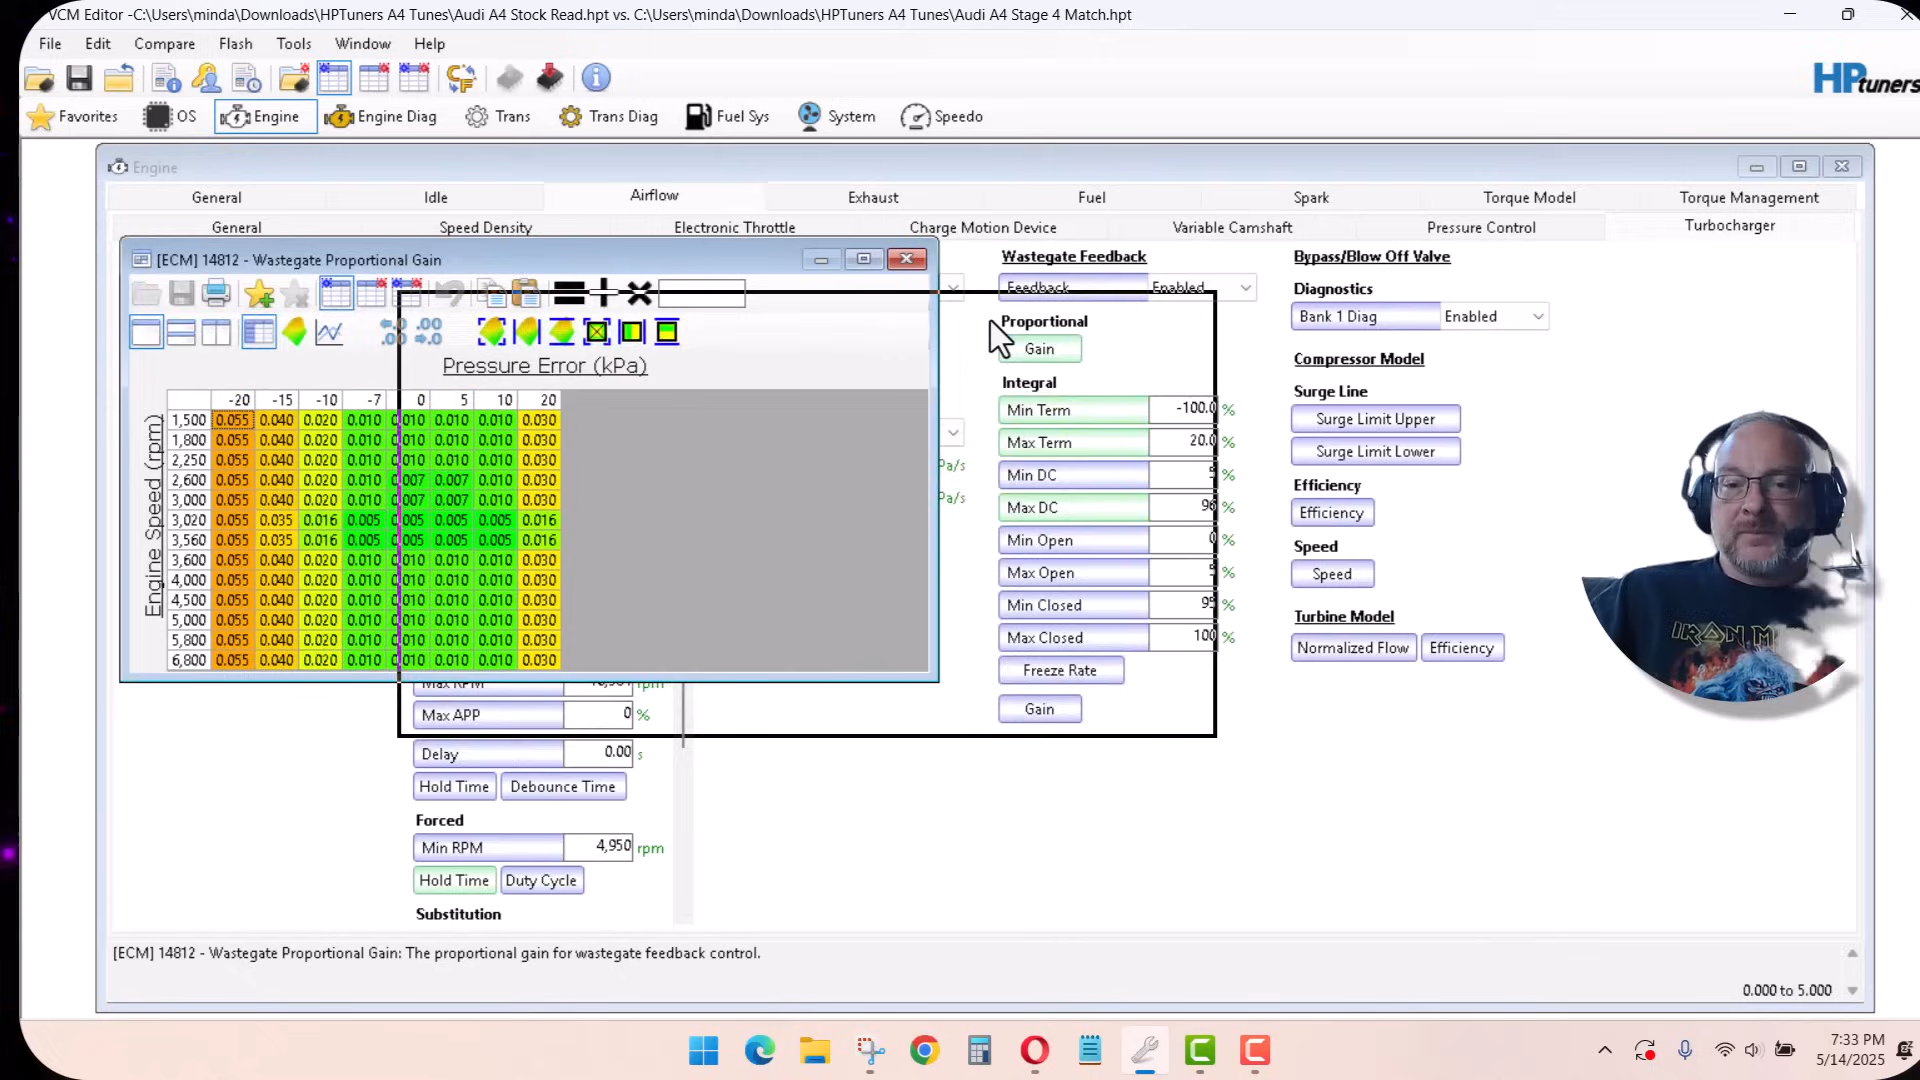 VCM Editor -C:\Users\minda\Downloads\HPTuners A4 Tunes\Audi A4 Stock Read.hpt vs. C:\Users\minda\Downloads\HPTuners A4 Tunes\Audi A4 Stage 4 Match.hpt
File Edit Compare Flash Tools Window Help
HPtuners
Favorites OS Engine Engine Diag Trans Trans Diag Fuel Sys System Speedo
Engine
General Idle Airflow Exhaust Fuel Spark Torque Model Torque Management
General Speed Density Electronic Throttle Charge Motion Device Variable Camshaft Pressure Control Turbocharger
[ECM] 14812 - Wastegate Proportional Gain
Pressure Error (kPa)
Engine Speed (rpm)
-20 -15 -10 -7 0 5 10 20
1,500 0.055 0.040 0.020 0.010 0.010 0.010 0.010 0.030
1,800 0.055 0.040 0.020 0.010 0.010 0.010 0.010 0.030
2,250 0.055 0.040 0.020 0.010 0.010 0.010 0.010 0.030
2,600 0.055 0.040 0.020 0.010 0.007 0.007 0.010 0.030
3,000 0.055 0.040 0.020 0.010 0.007 0.007 0.010 0.030
3,020 0.055 0.035 0.016 0.005 0.005 0.005 0.005 0.016
3,560 0.055 0.035 0.016 0.005 0.005 0.005 0.005 0.016
3,600 0.055 0.040 0.020 0.010 0.010 0.010 0.010 0.030
4,000 0.055 0.040 0.020 0.010 0.010 0.010 0.010 0.030
4,500 0.055 0.040 0.020 0.010 0.010 0.010 0.010 0.030
5,000 0.055 0.040 0.020 0.010 0.010 0.010 0.010 0.030
5,800 0.055 0.040 0.020 0.010 0.010 0.010 0.010 0.030
6,800 0.055 0.040 0.020 0.010 0.010 0.010 0.010 0.030
Pa/s
Pa/s
Max RPM rpm
Max APP 0 %
Delay 0.00 s
Hold Time Debounce Time
Forced
Min RPM 4,950 rpm
Hold Time Duty Cycle
Substitution
Wastegate Feedback
Feedback Enabled
Proportional
Gain
Integral
Min Term -100.0 %
Max Term 20.0 %
Min DC 5 %
Max DC 96 %
Min Open 0 %
Max Open 5 %
Min Closed 95 %
Max Closed 100 %
Freeze Rate
Gain
Bypass/Blow Off Valve
Diagnostics
Bank 1 Diag Enabled
Compressor Model
Surge Line
Surge Limit Upper
Surge Limit Lower
Efficiency
Efficiency
Speed
Speed
Turbine Model
Normalized Flow Efficiency
IRON M
[ECM] 14812 - Wastegate Proportional Gain: The proportional gain for wastegate feedback control.
0.000 to 5.000
7:33 PM
5/14/2025